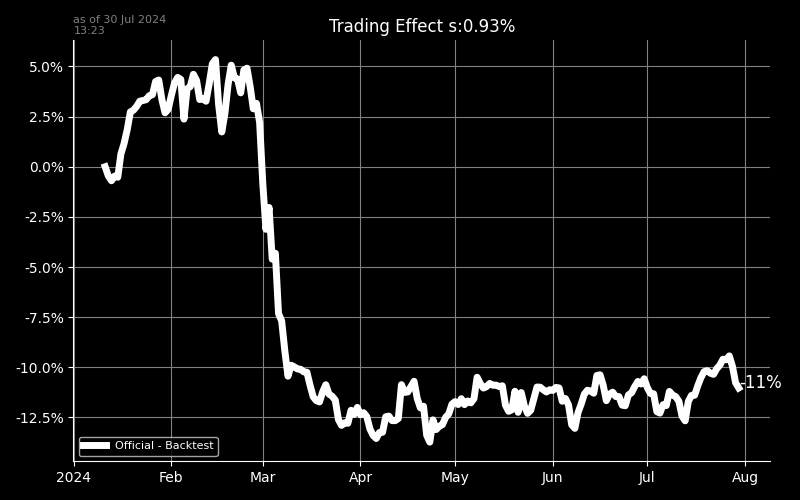 as of 30 Jul 2024
13:23
Trading Effect s:0.93%
5.0%
2.5%
0.0%
-2.5%
-5.0%
-7.5%
-10.0%
-12.5%
-11%
Official - Backtest
2024 Feb Mar Apr May Jun Jul Aug